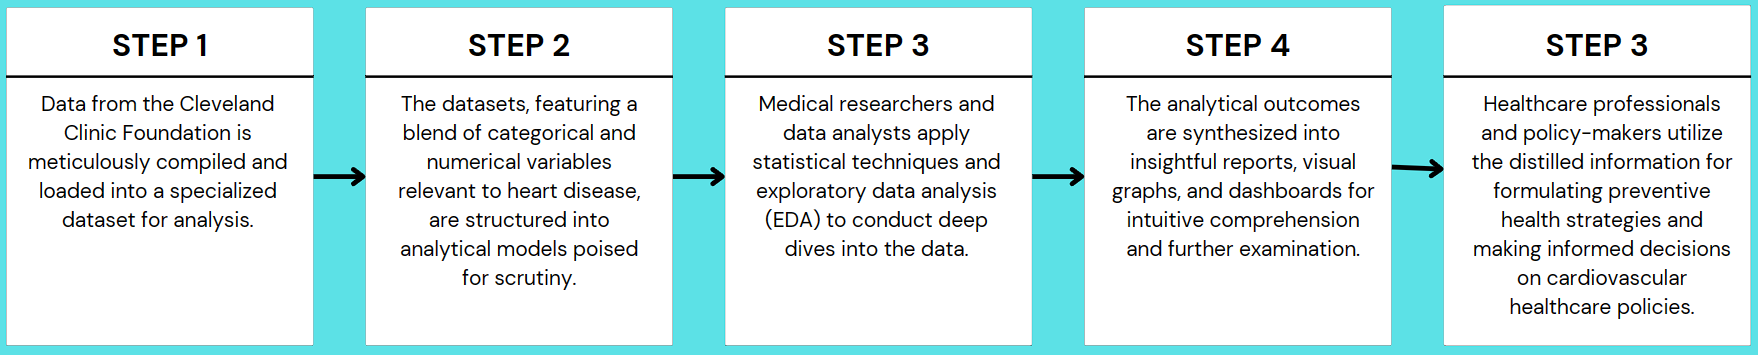 STEP 1
Data from the Cleveland
Clinic Foundation is
meticulously compiled and
loaded into a specialized
dataset for analysis.
STEP 2
The datasets, featuring a
blend of categorical and
numerical variables
relevant to heart disease,
are structured into
analytical models poised
for scrutiny.
STEP 3
Medical researchers and
data analysts apply
statistical techniques and
exploratory data analysis
(EDA) to conduct deep
dives into the data.
STEP 4
The analytical outcomes
are synthesized into
insightful reports, visual
graphs, and dashboards for
intuitive comprehension
and further examination.
STEP 3
Healthcare professionals
and policy-makers utilize
the distilled information for
formulating preventive
health strategies and
making informed decisions
on cardiovascular
healthcare policies.